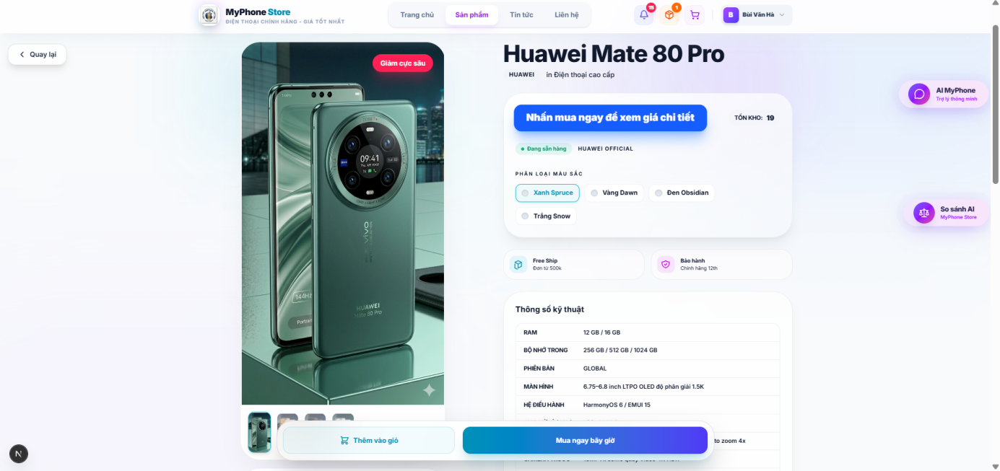 MyPhone Store
ĐIỆN THOẠI CHÍNH HÃNG - GIÁ TỐT NHẤT
Trang chủ
Sản phẩm
Tin tức
Liên hệ
15
1
B
Bùi Văn Hà
Quay lại
Giảm cực sâu
09:41
vivo
144Hz
Portrait
HUAWEI
Mate 80 Pro
Huawei Mate 80 Pro
HUAWEI
in Điện thoại cao cấp
Nhấn mua ngay để xem giá chi tiết
TỒN KHO: 19
Đang sẵn hàng
HUAWEI OFFICIAL
PHÂN LOẠI MÀU SẮC
Xanh Spruce
Vàng Dawn
Đen Obsidian
Trắng Snow
Free Ship
Đơn từ 500k
Bảo hành
Chính hãng 12th
Thông số kỹ thuật
RAM 12 GB / 16 GB
BỘ NHỚ TRONG 256 GB / 512 GB / 1024 GB
PHIÊN BẢN GLOBAL
MÀN HÌNH 6.75–6.8 inch LTPO OLED độ phân giải 1.5K
HỆ ĐIỀU HÀNH HarmonyOS 6 / EMUI 15
to zoom 4x
Thêm vào giỏ
Mua ngay bây giờ
AI MyPhone
Trợ lý thông minh
So sánh AI
MyPhone Store
N